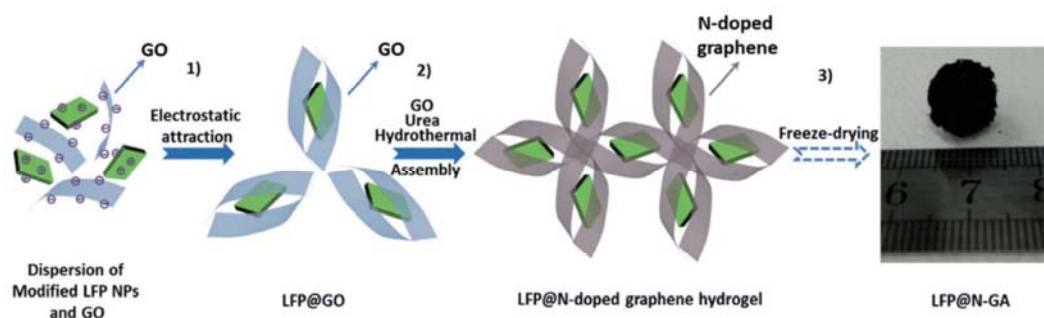 GO
1)
Electrostatic
attraction
Dispersion of
Modified LFP NPs
and GO
GO
2)
GO
Urea
Hydrothermal
Assembly
LFP@GO
N-doped
graphene
LFP@N-doped graphene hydrogel
3)
Freeze-drying
6 7 8
LFP@N-GA